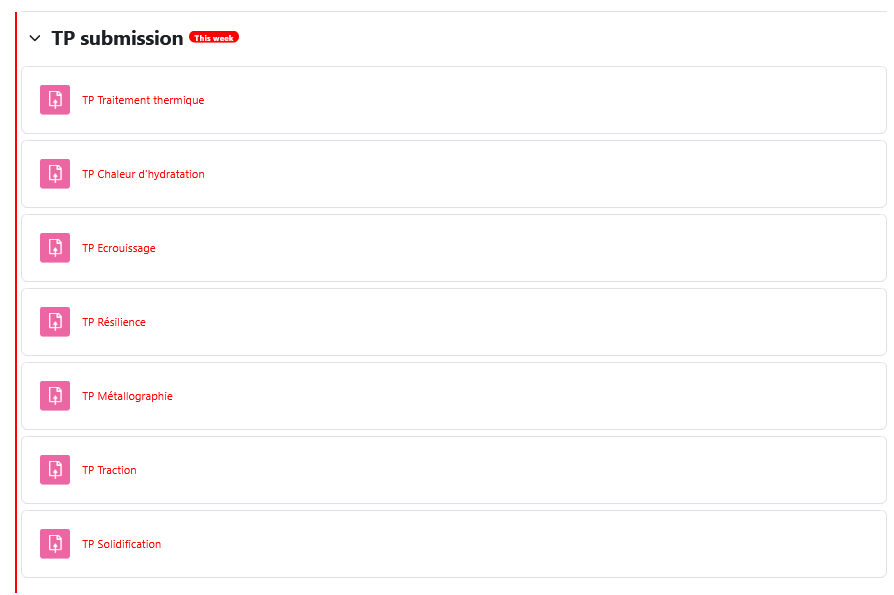 TP submission This week
TP Traitement thermique
TP Chaleur d'hydratation
TP Ecrouissage
TP Résilience
TP Métallographie
TP Traction
TP Solidification